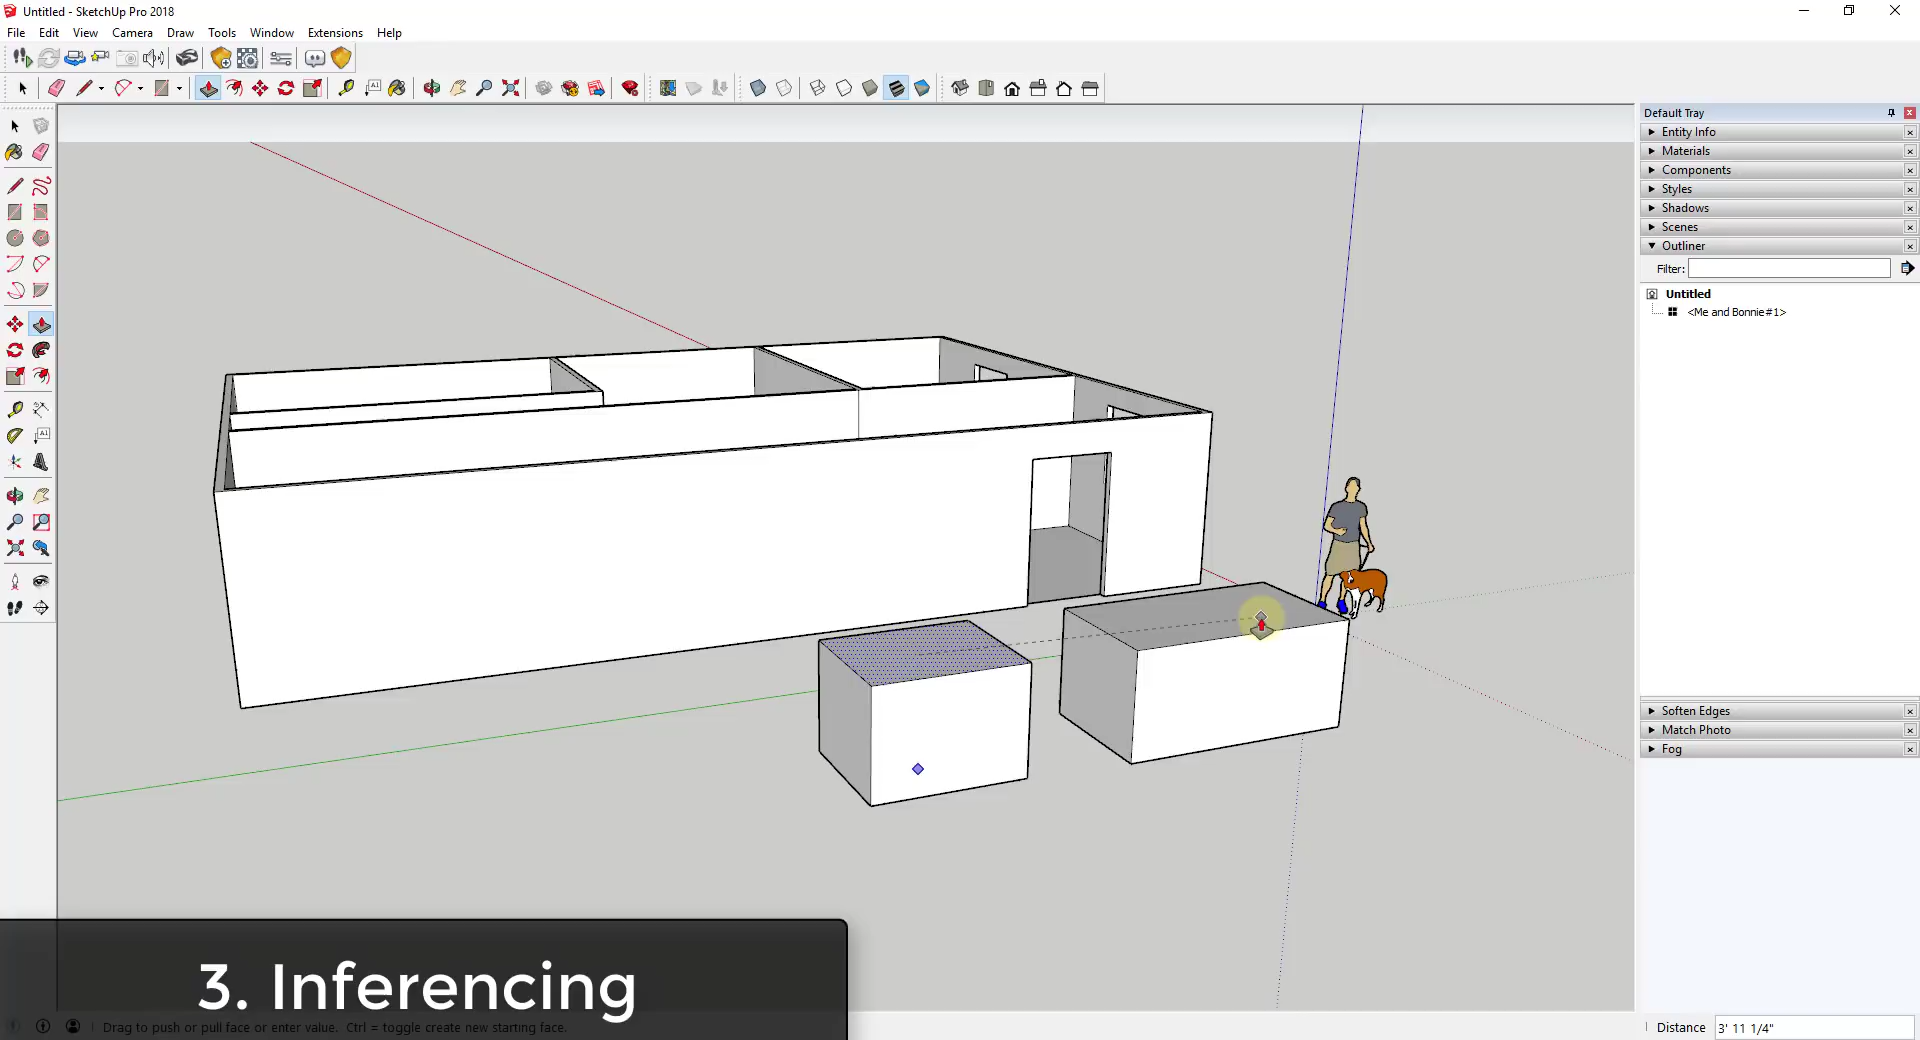 Untitled - SketchUp Pro 2018
File Edit View Camera Draw Tools Window Extensions Help
Default Tray
Entity Info
Materials
Components
Styles
Shadows
Scenes
Outliner
Filter:
Untitled
<Me and Bonnie#1>
Soften Edges
Match Photo
Fog
3. Inferencing
Drag to push or pull face or enter value. Ctrl = toggle create new starting face.
Distance 3' 11 1/4"